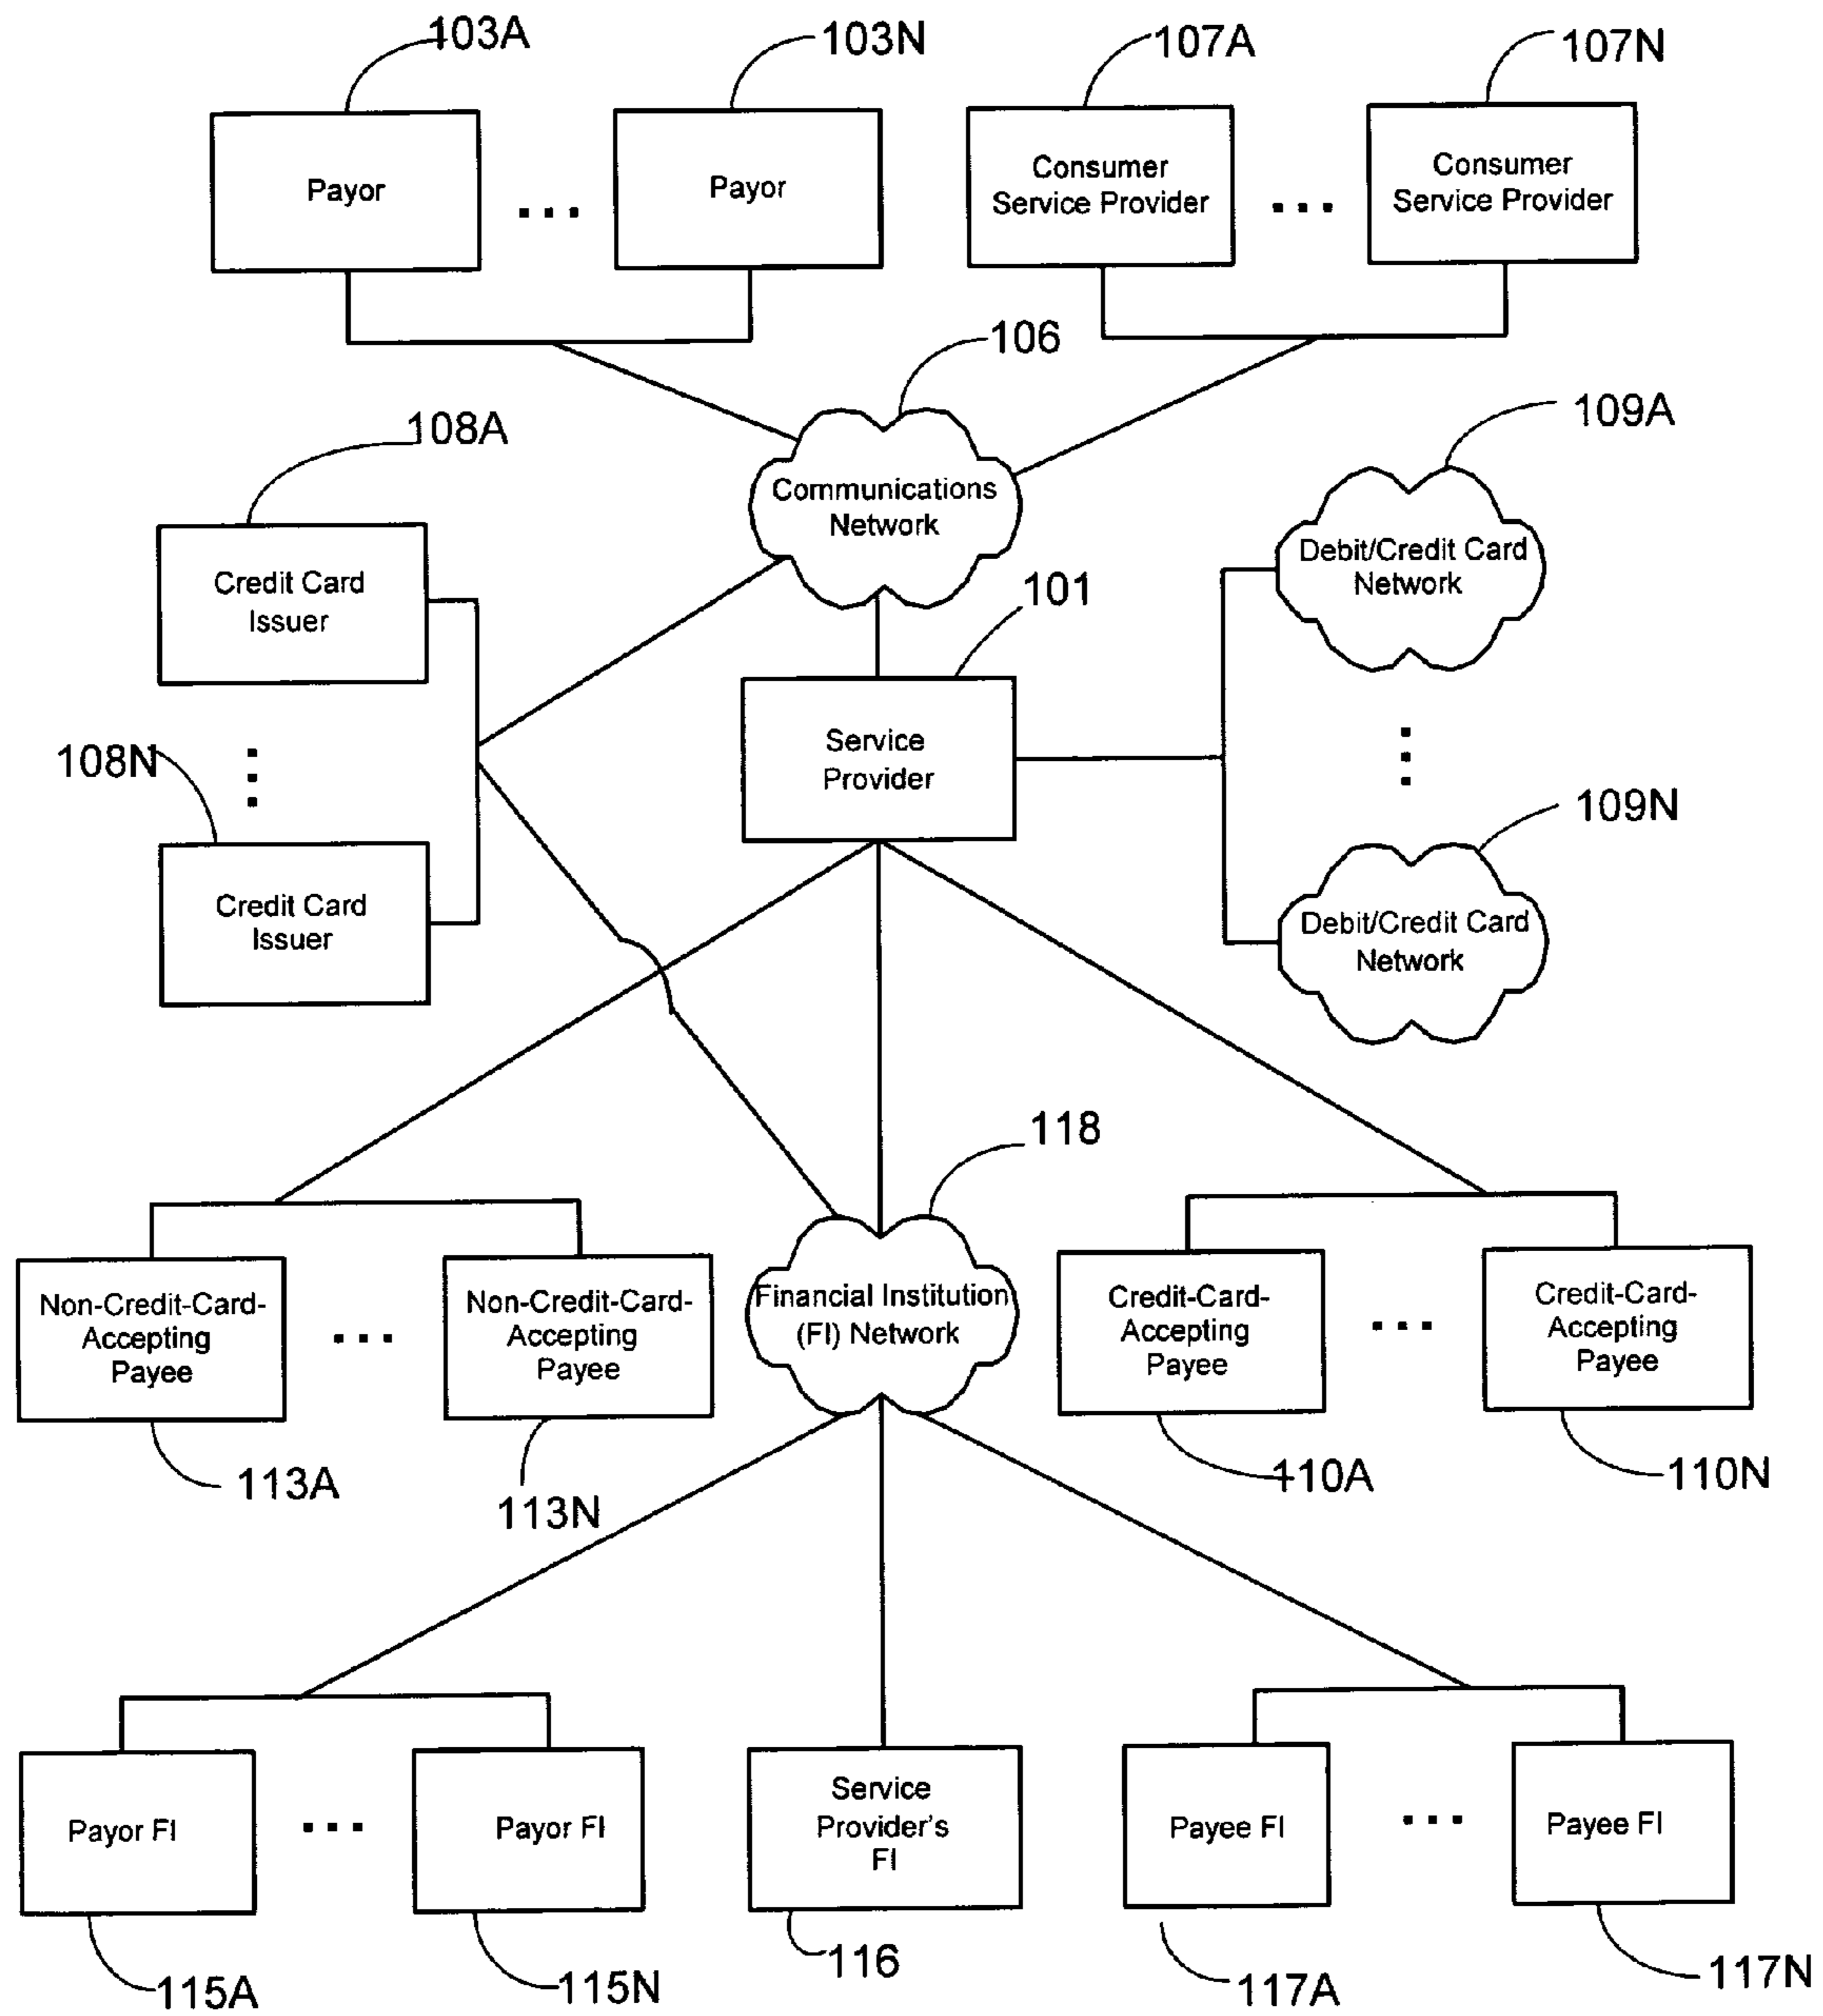 103A
103N
107A
107N
Payor
Payor
Consumer
Service Provider
Consumer
Service Provider
106
108A
109A
Communications
Network
Credit Card
Issuer
Debit/Credit Card
Network
101
108N
Service
Provider
109N
Credit Card
Issuer
Debit/Credit Card
Network
118
Non-Credit-Card-
Accepting
Payee
Non-Credit-Card-
Accepting
Payee
Financial Institution
(FI) Network
Credit-Card-
Accepting
Payee
Credit-Card-
Accepting
Payee
113A
113N
110A
110N
Payor FI
Payor FI
Service
Provider's
FI
Payee FI
Payee FI
115A
115N
116
117A
117N